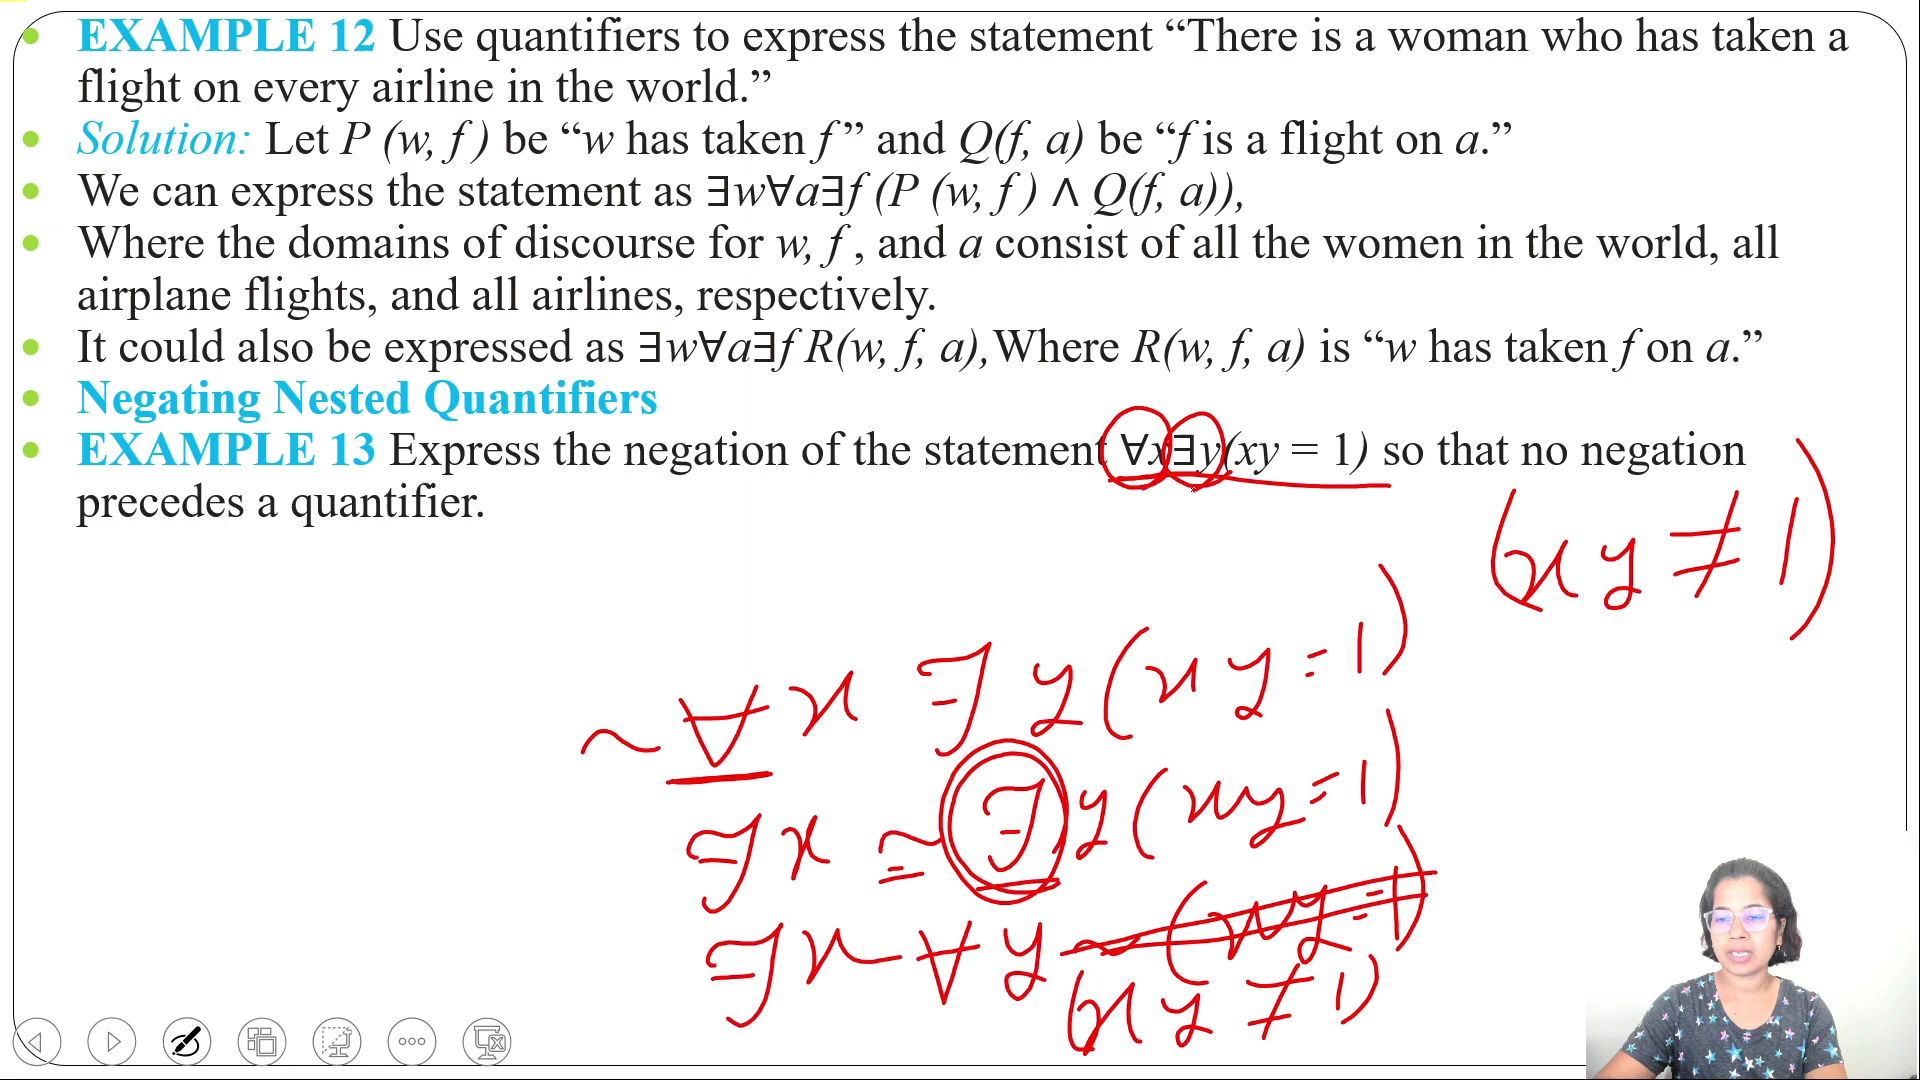 • EXAMPLE 12 Use quantifiers to express the statement “There is a woman who has taken a
flight on every airline in the world.”
• Solution: Let P (w, f ) be “w has taken f ” and Q(f, a) be “f is a flight on a.”
• We can express the statement as ∃w∀a∃f (P (w, f ) ∧ Q(f, a)),
• Where the domains of discourse for w, f , and a consist of all the women in the world, all
airplane flights, and all airlines, respectively.
• It could also be expressed as ∃w∀a∃f R(w, f, a),Where R(w, f, a) is “w has taken f on a.”
• Negating Nested Quantifiers
• EXAMPLE 13 Express the negation of the statement ∀x∃y(xy = 1) so that no negation
precedes a quantifier.
(xy ≠ 1)
~ ∀ x ∃ y (xy = 1)
∃ x ~ ∃ y (xy = 1)
∃ x ∀ y ~ (xy = 1)
(xy ≠ 1)